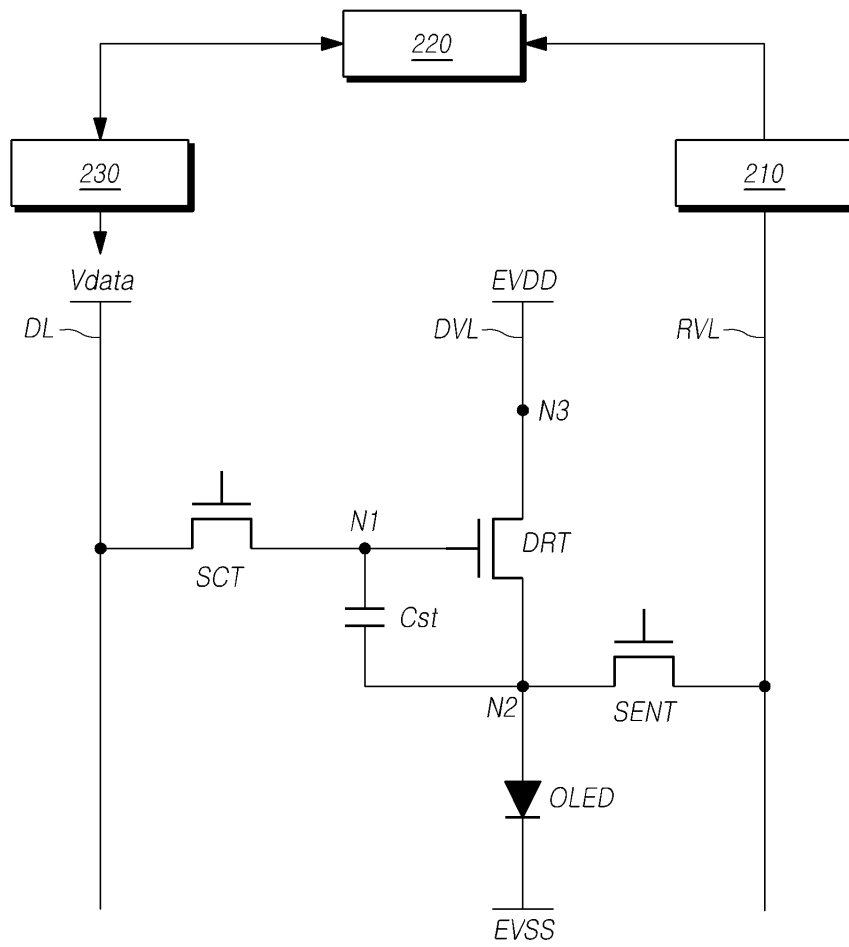 220
230
210
Vdata
EVDD
DL
DVL
RVL
N3
N1
DRT
SCT
Cst
N2
SENT
OLED
EVSS